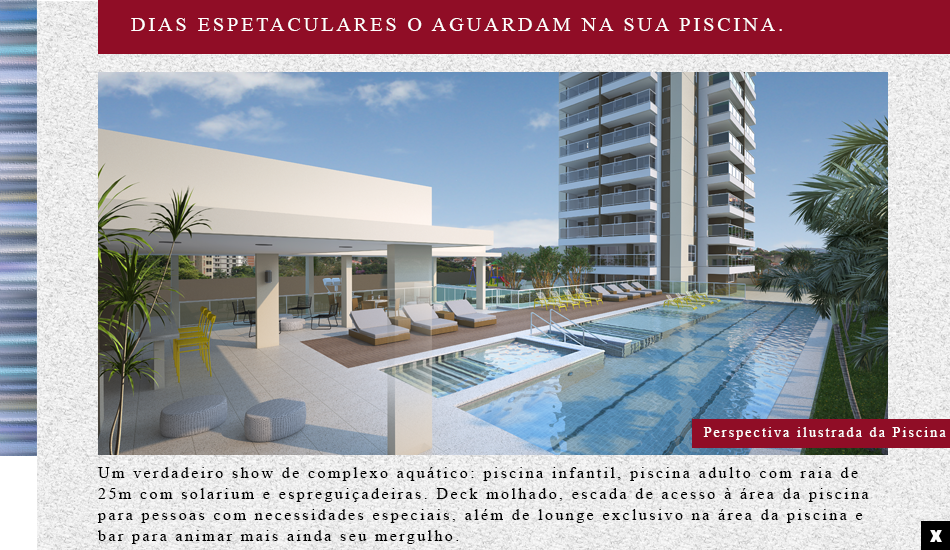 DIAS ESPETACULARES O AGUARDAM NA SUA PISCINA.
Perspectiva ilustrada da Piscina
Um verdadeiro show de complexo aquático: piscina infantil, piscina adulto com raia de
25m com solarium e espreguiçadeiras. Deck molhado, escada de acesso à área da piscina
para pessoas com necessidades especiais, além de lounge exclusivo na área da piscina e
bar para animar mais ainda seu mergulho.
X